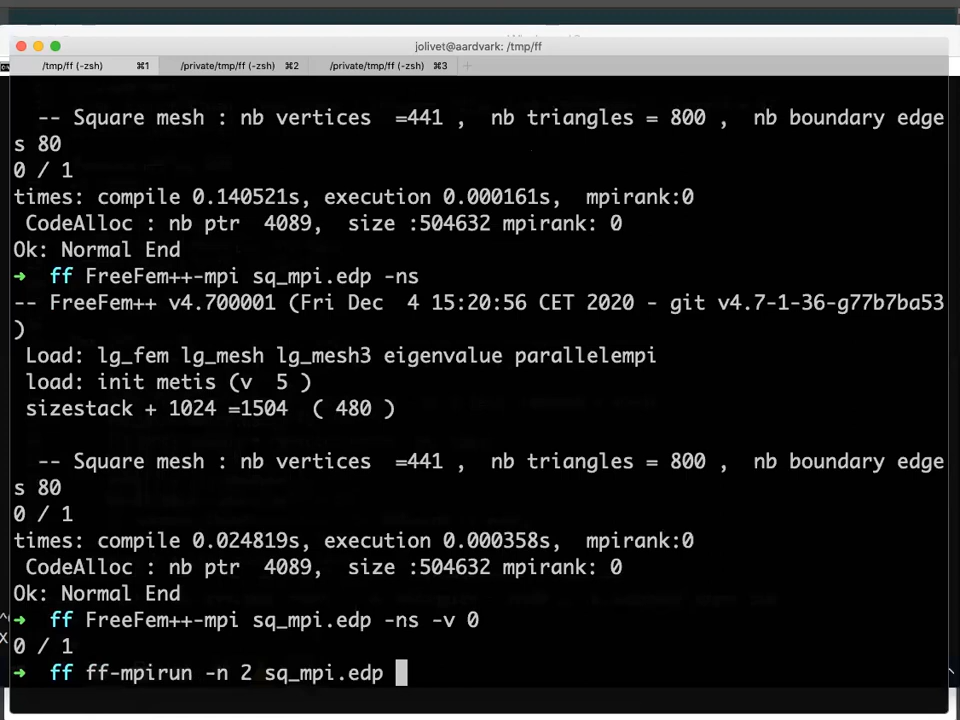 jolivet@aardvark: /tmp/ff
/tmp/ff (-zsh) ⌘1 /private/tmp/ff (-zsh) ⌘2 /private/tmp/ff (-zsh) ⌘3 +
-- Square mesh : nb vertices =441 , nb triangles = 800 , nb boundary edge
s 80
0 / 1
times: compile 0.140521s, execution 0.000161s, mpirank:0
CodeAlloc : nb ptr 4089, size :504632 mpirank: 0
Ok: Normal End
➜ ff FreeFem++-mpi sq_mpi.edp -ns
-- FreeFem++ v4.700001 (Fri Dec 4 15:20:56 CET 2020 - git v4.7-1-36-g77b7ba53
)
Load: lg_fem lg_mesh lg_mesh3 eigenvalue parallelempi
load: init metis (v 5 )
sizestack + 1024 =1504 ( 480 )
-- Square mesh : nb vertices =441 , nb triangles = 800 , nb boundary edge
s 80
0 / 1
times: compile 0.024819s, execution 0.000358s, mpirank:0
CodeAlloc : nb ptr 4089, size :504632 mpirank: 0
Ok: Normal End
➜ ff FreeFem++-mpi sq_mpi.edp -ns -v 0
0 / 1
➜ ff ff-mpirun -n 2 sq_mpi.edp